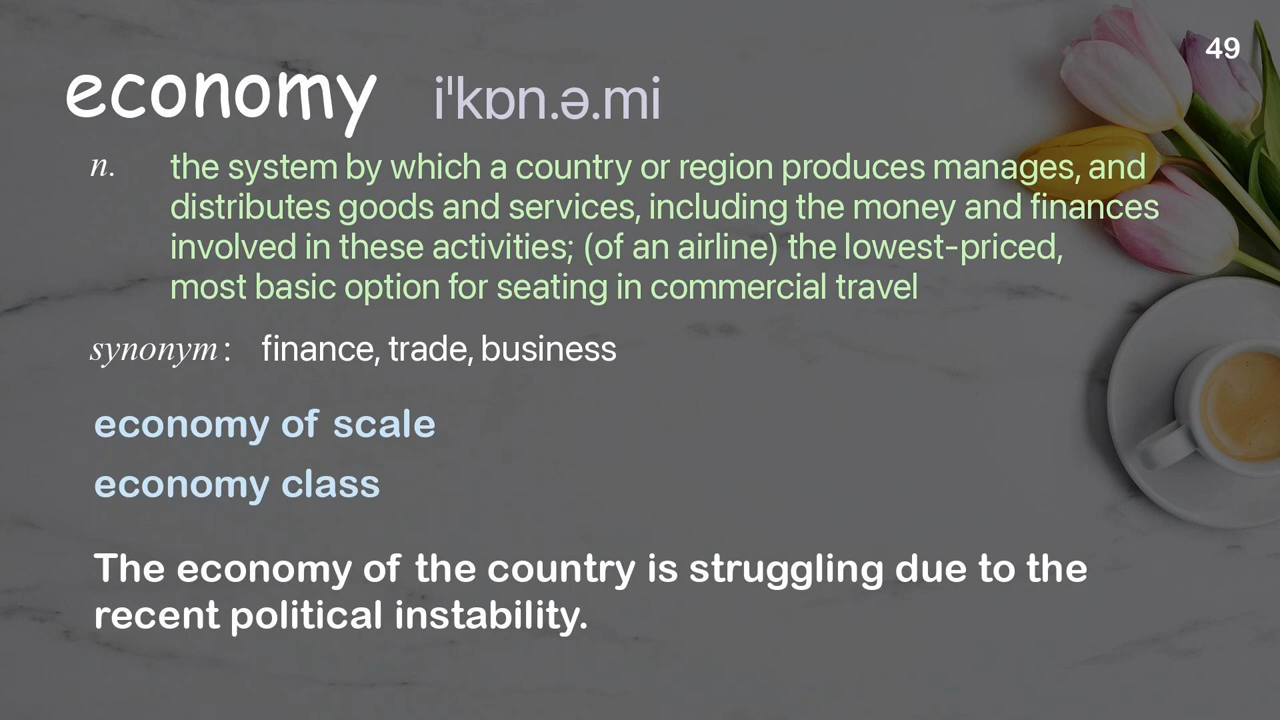 49
economy iˈkɒn.ə.mi
n. the system by which a country or region produces manages, and
distributes goods and services, including the money and finances
involved in these activities; (of an airline) the lowest-priced,
most basic option for seating in commercial travel
synonym: finance, trade, business
economy of scale
economy class
The economy of the country is struggling due to the
recent political instability.